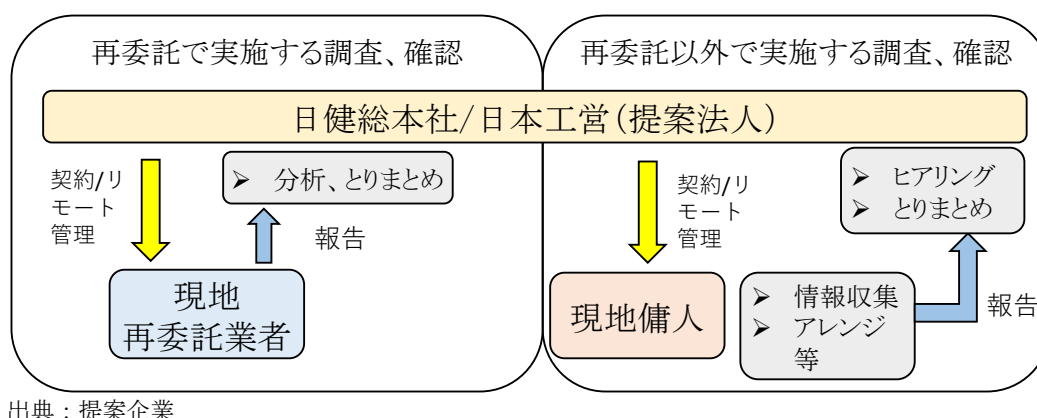 再委託で実施する調査、確認
再委託以外で実施する調査、確認
日健総本社/日本工営(提案法人)
契約/リ
モート
管理
➢ 分析、とりまとめ
報告
現地
再委託業者
契約/リ
モート
管理
➢ ヒアリング
➢ とりまとめ
現地傭人
➢ 情報収集
➢ アレンジ
等
報告
出典：提案企業